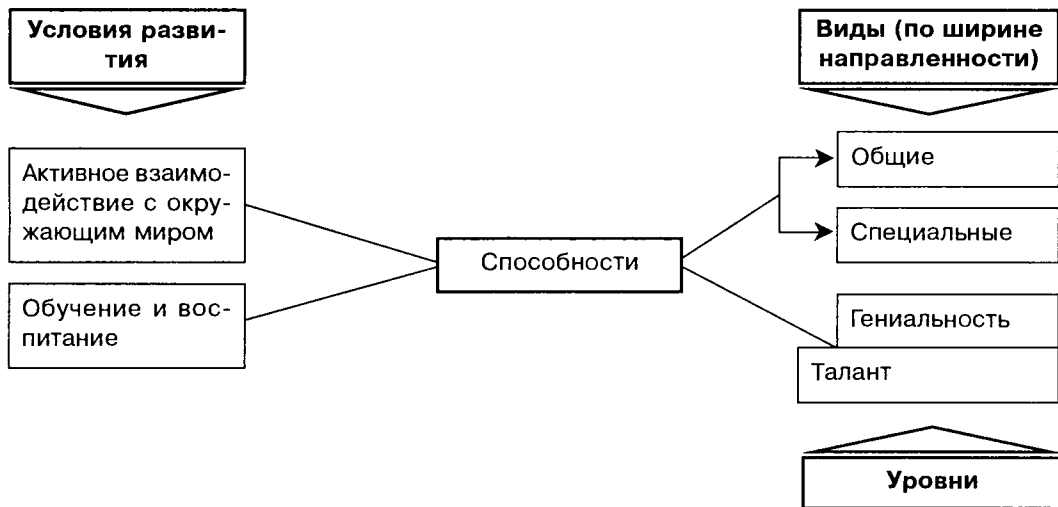 Условия разви-
тия
Активное взаимо-
действие с окру-
жающим миром
Обучение и вос-
питание
Способности
Виды (по ширине
направленности)
Общие
Специальные
Гениальность
Талант
Уровни